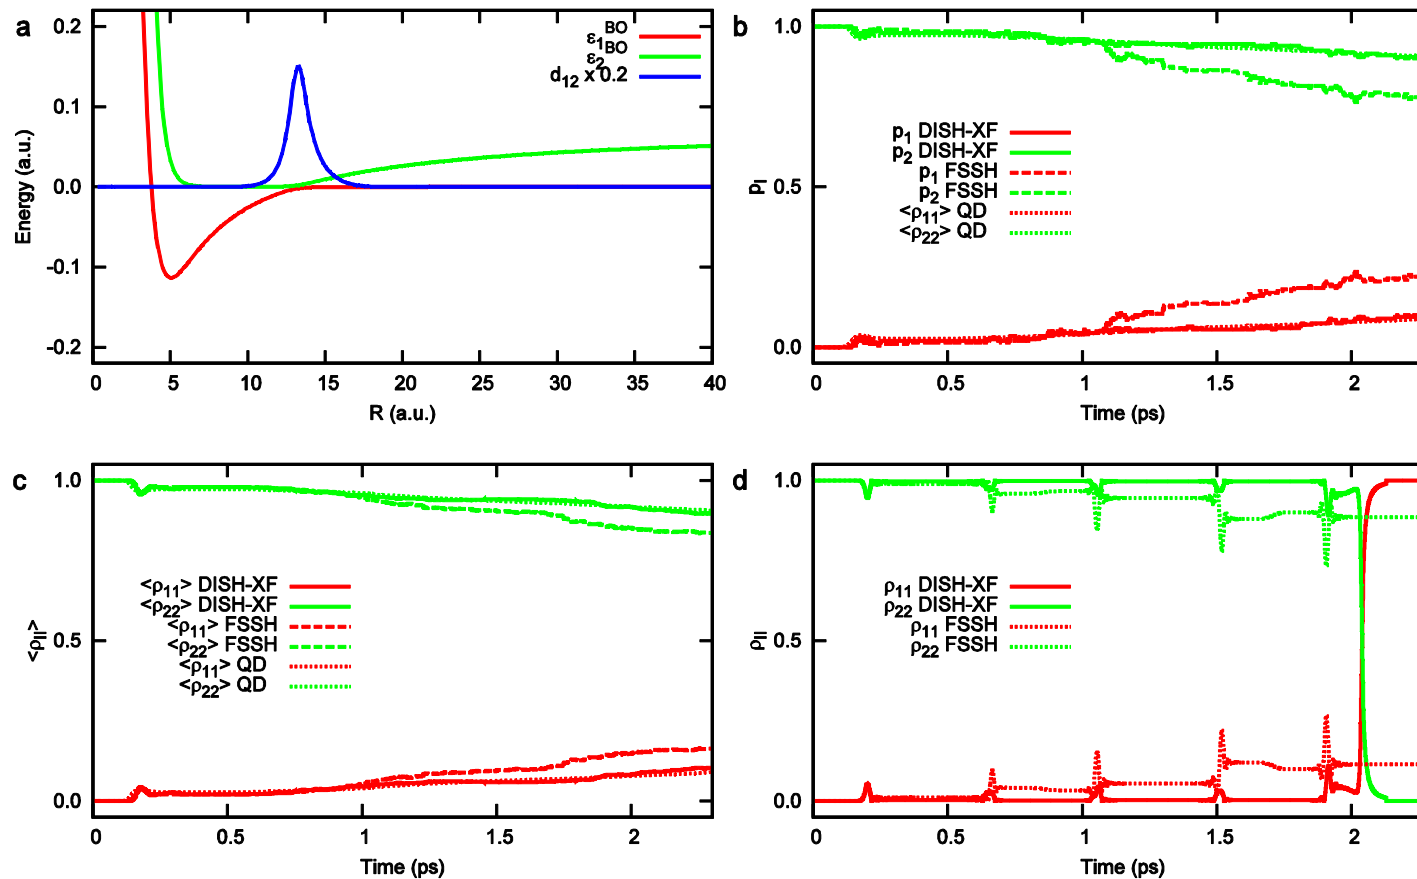 a
0.2
0.1
0.0
-0.1
-0.2
Energy (a.u.)
ε1BO
ε2BO
d12 x 0.2
0 5 10 15 20 25 30 35 40
R (a.u.)
b
1.0
0.5
0.0
pI
p1 DISH-XF
p2 DISH-XF
p1 FSSH
p2 FSSH
<ρ11> QD
<ρ22> QD
0 0.5 1 1.5 2
Time (ps)
c
1.0
0.5
0.0
<ρII>
<ρ11> DISH-XF
<ρ22> DISH-XF
<ρ11> FSSH
<ρ22> FSSH
<ρ11> QD
<ρ22> QD
0 0.5 1 1.5 2
Time (ps)
d
1.0
0.5
0.0
ρII
ρ11 DISH-XF
ρ22 DISH-XF
ρ11 FSSH
ρ22 FSSH
0 0.5 1 1.5 2
Time (ps)